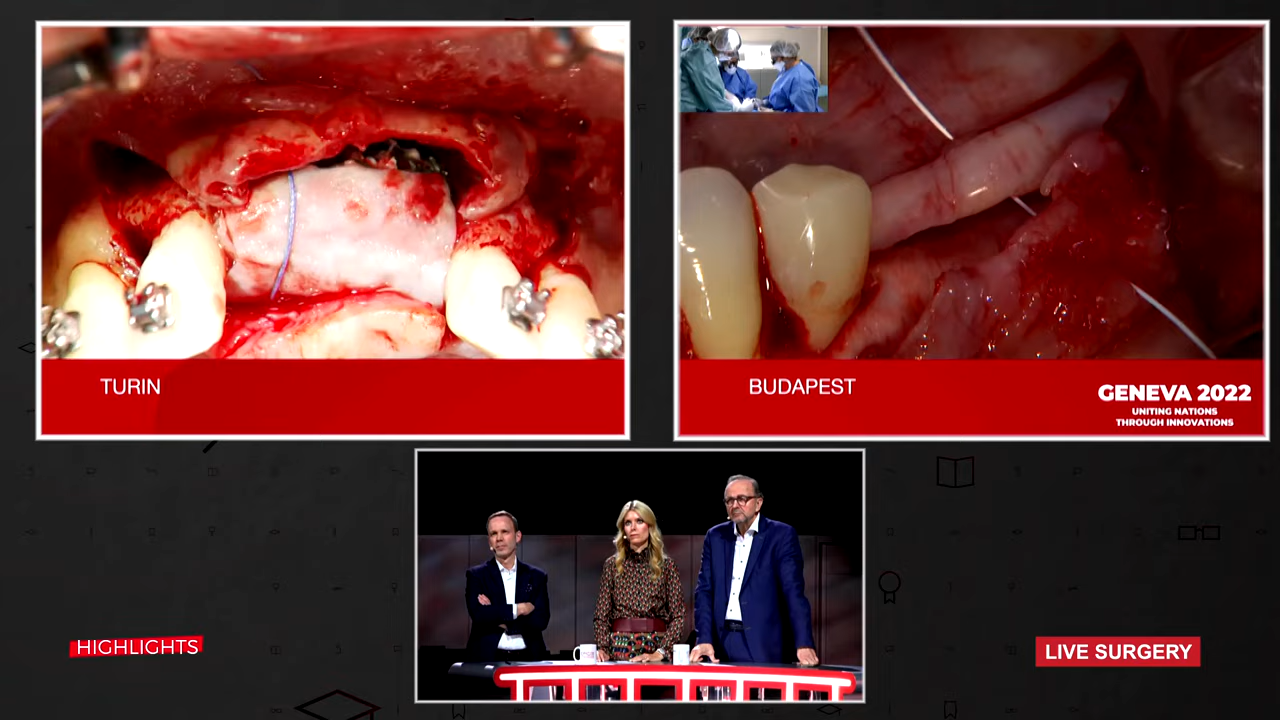 TURIN
BUDAPEST
GENEVA 2022
UNITING NATIONS
THROUGH INNOVATIONS
HIGHLIGHTS
LIVE SURGERY